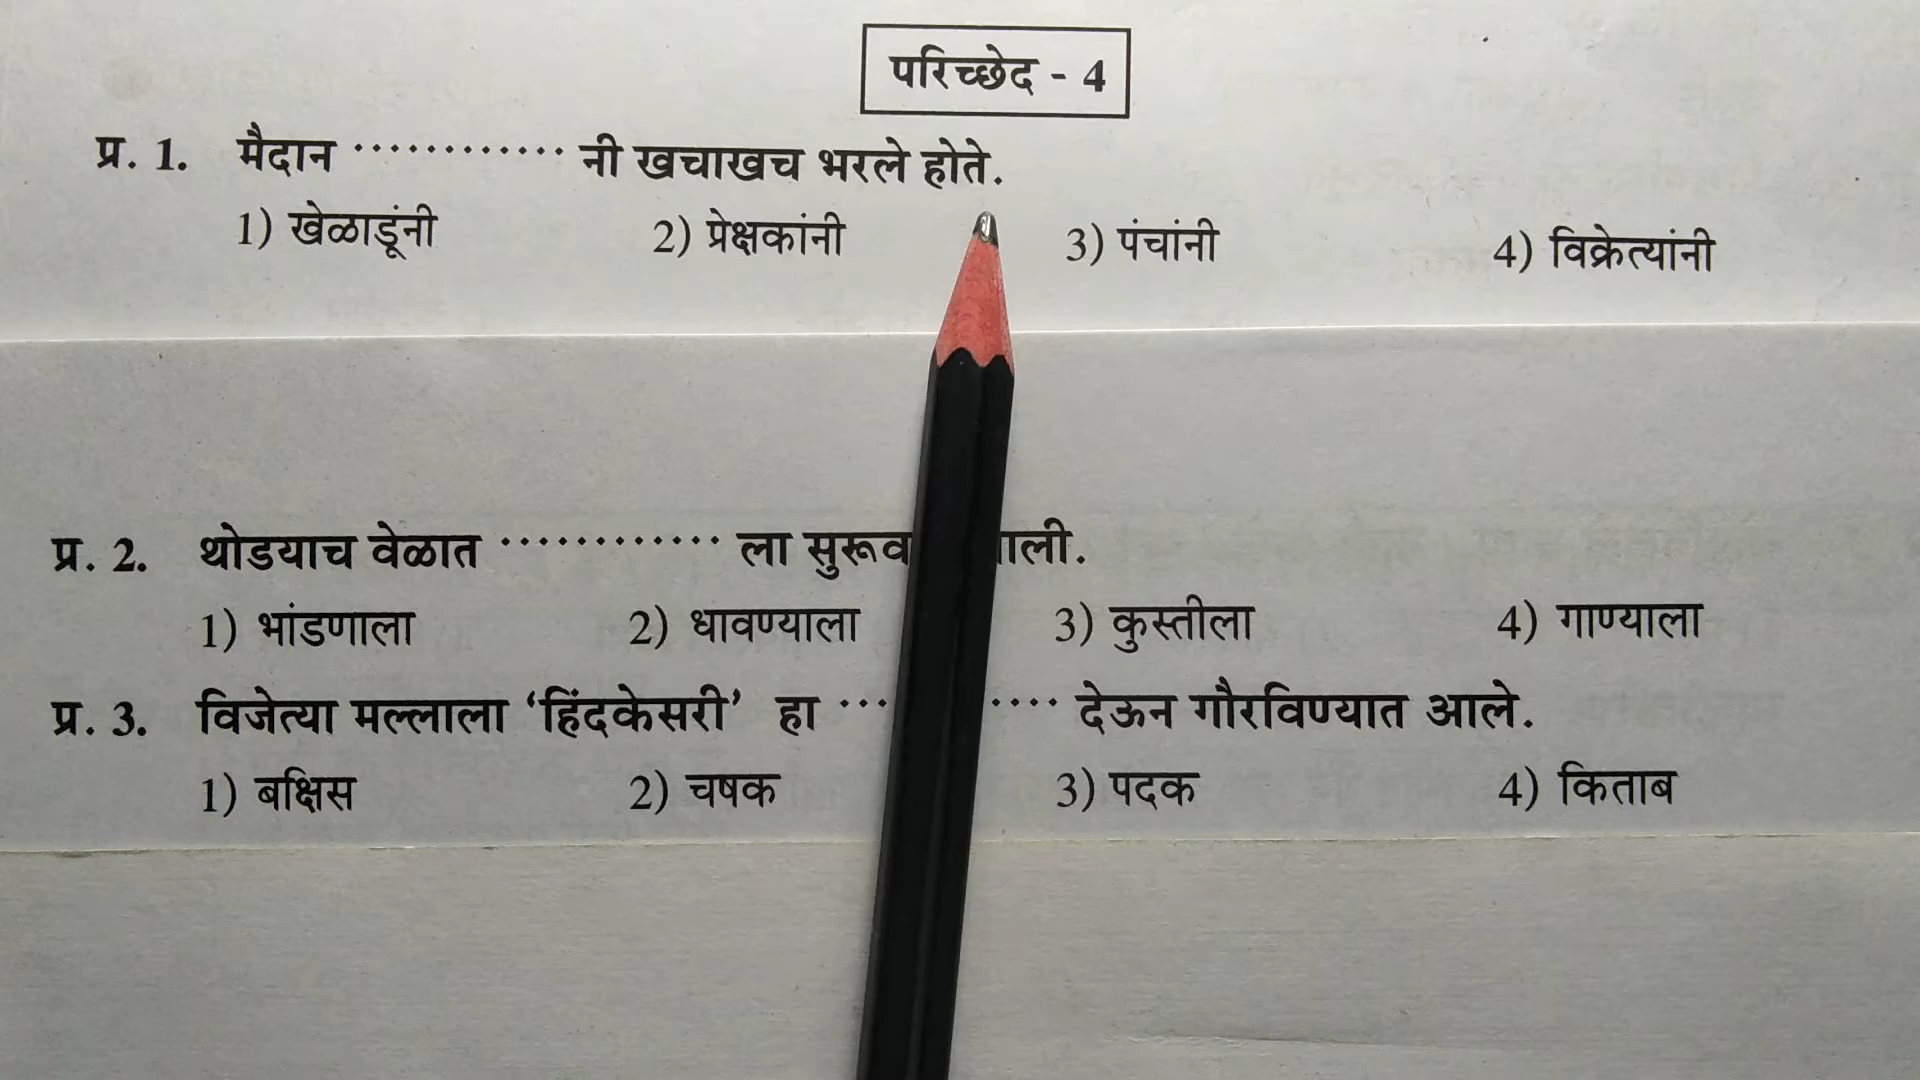 परिच्छेद - 4
प्र. 1. मैदान ············ नी खचाखच भरले होते.
1) खेळाडूंनी 2) प्रेक्षकांनी 3) पंचांनी 4) विक्रेत्यांनी
प्र. 2. थोडयाच वेळात ············ ला
1) भांडणाला 2) धावण्याला 3) कुस्तीला 4) गाण्याला
प्र. 3. विजेत्या मल्लाला ‘हिंदकेसरी’ हा ··· ···· देऊन गौरविण्यात आले.
1) बक्षिस 2) चषक 3) पदक 4) किताब